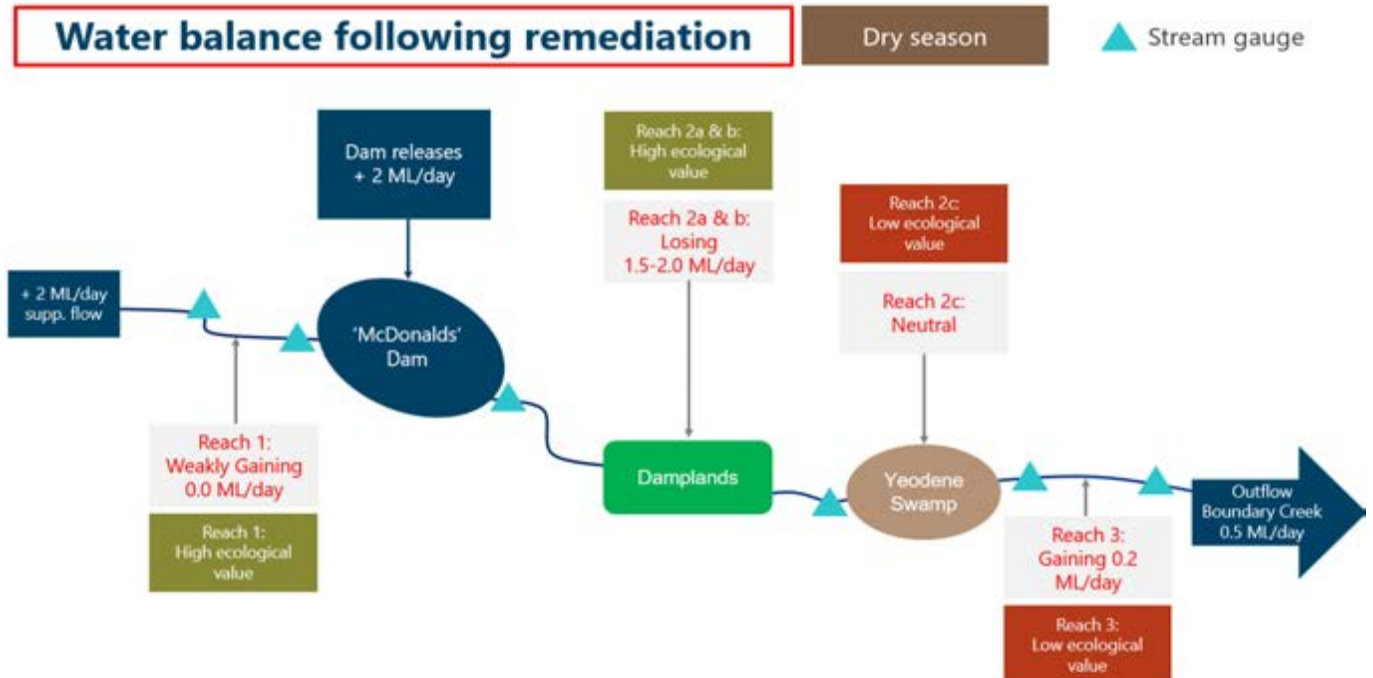 Water balance following remediation
Dry season
Stream gauge
Dam releases
+ 2 ML/day
Reach 2a & b:
High ecological
value
Reach 2a & b:
Losing
1.5-2.0 ML/day
Reach 2c:
Low ecological
value
Reach 2c:
Neutral
+ 2 ML/day
supp. flow
'McDonalds'
Dam
Reach 1:
Weakly Gaining
0.0 ML/day
Reach 1:
High ecological
value
Damplands
Yeodene
Swamp
Reach 3:
Gaining 0.2
ML/day
Reach 3:
Low ecological
value
Outflow
Boundary Creek
0.5 ML/day